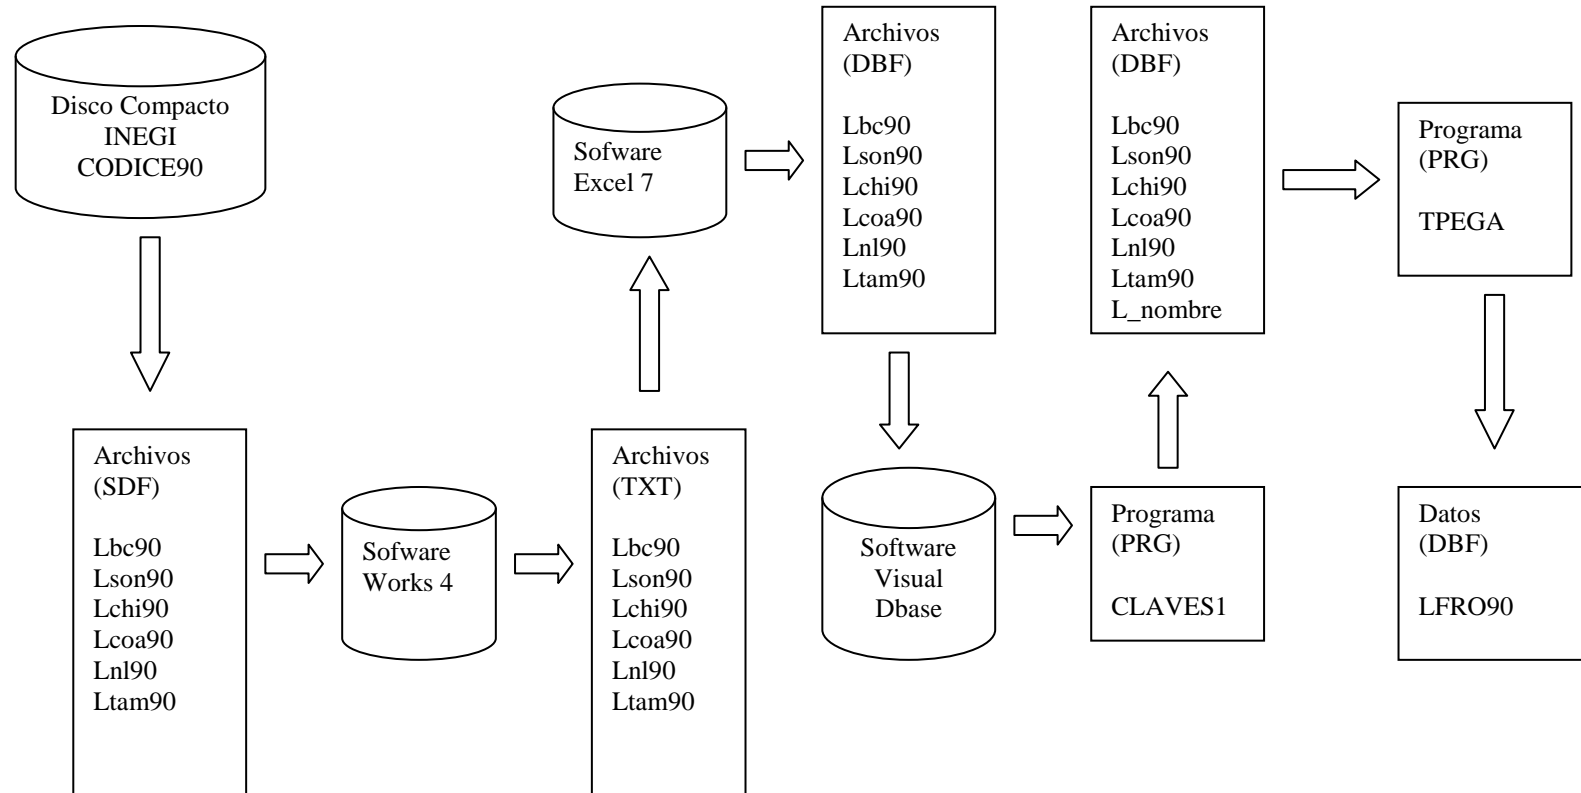 Disco Compacto
INEGI
CODICE90
Archivos
(SDF)
Lbc90
Lson90
Lchi90
Lcoa90
Lnl90
Ltam90
Sofware
Works 4
Archivos
(TXT)
Lbc90
Lson90
Lchi90
Lcoa90
Lnl90
Ltam90
Sofware
Excel 7
Archivos
(DBF)
Lbc90
Lson90
Lchi90
Lcoa90
Lnl90
Ltam90
Software
Visual
Dbase
Programa
(PRG)
CLAVES1
Archivos
(DBF)
Lbc90
Lson90
Lchi90
Lcoa90
Lnl90
Ltam90
L_nombre
Programa
(PRG)
TPEGA
Datos
(DBF)
LFRO90